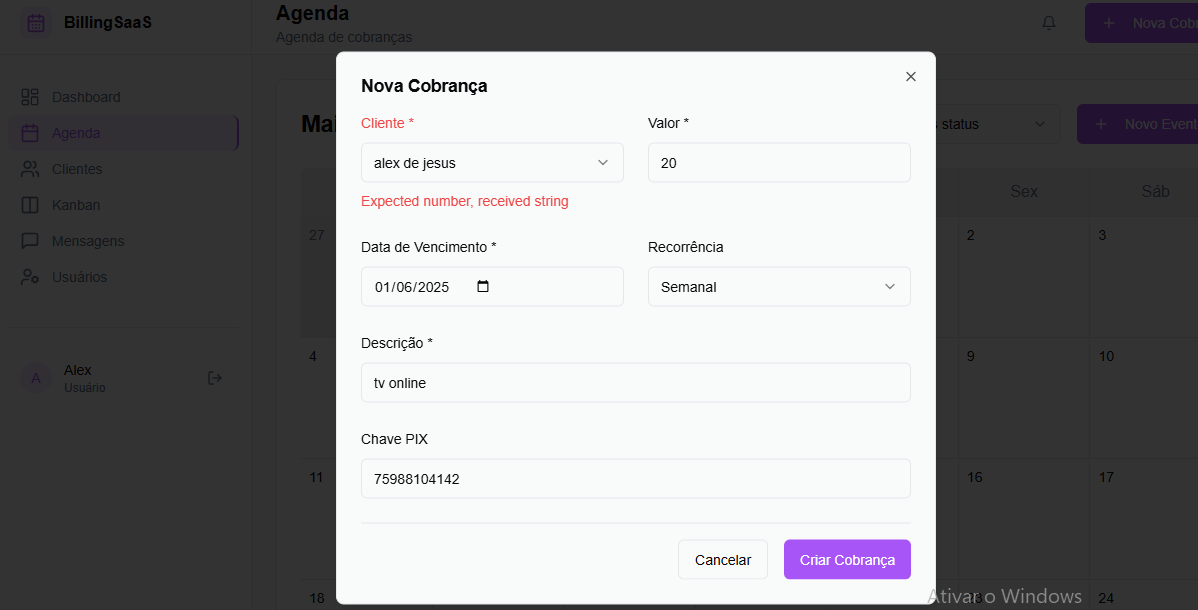 BillingSaaS
Agenda
Agenda de cobranças
Nova Cob
Dashboard
Agenda
Clientes
Kanban
Mensagens
Usuários
A
Alex
Usuário
Mai
status
Novo Event
Sex
Sáb
27
2
3
4
9
10
11
16
17
18
24
Nova Cobrança
Cliente *
Valor *
alex de jesus
20
Expected number, received string
Data de Vencimento *
Recorrência
01/06/2025
Semanal
Descrição *
tv online
Chave PIX
75988104142
Cancelar
Criar Cobrança
Ativar o Windows